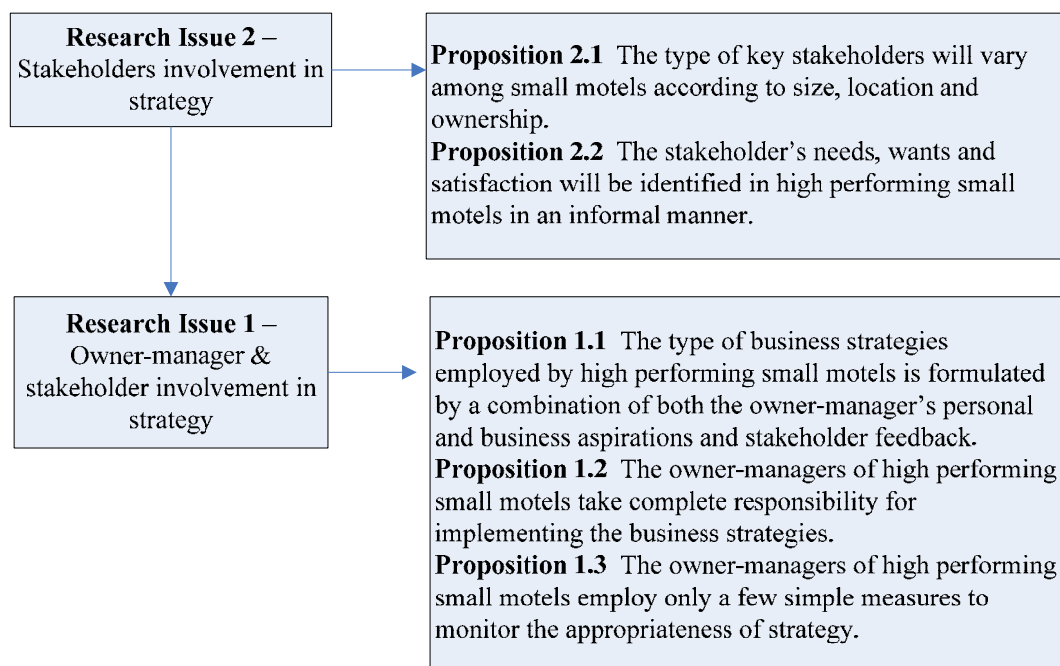 Research Issue 2 –
Stakeholders involvement in
strategy
Proposition 2.1 The type of key stakeholders will vary
among small motels according to size, location and
ownership.
Proposition 2.2 The stakeholder’s needs, wants and
satisfaction will be identified in high performing small
motels in an informal manner.
Research Issue 1 –
Owner-manager &
stakeholder involvement in
strategy
Proposition 1.1 The type of business strategies
employed by high performing small motels is formulated
by a combination of both the owner-manager’s personal
and business aspirations and stakeholder feedback.
Proposition 1.2 The owner-managers of high performing
small motels take complete responsibility for
implementing the business strategies.
Proposition 1.3 The owner-managers of high performing
small motels employ only a few simple measures to
monitor the appropriateness of strategy.